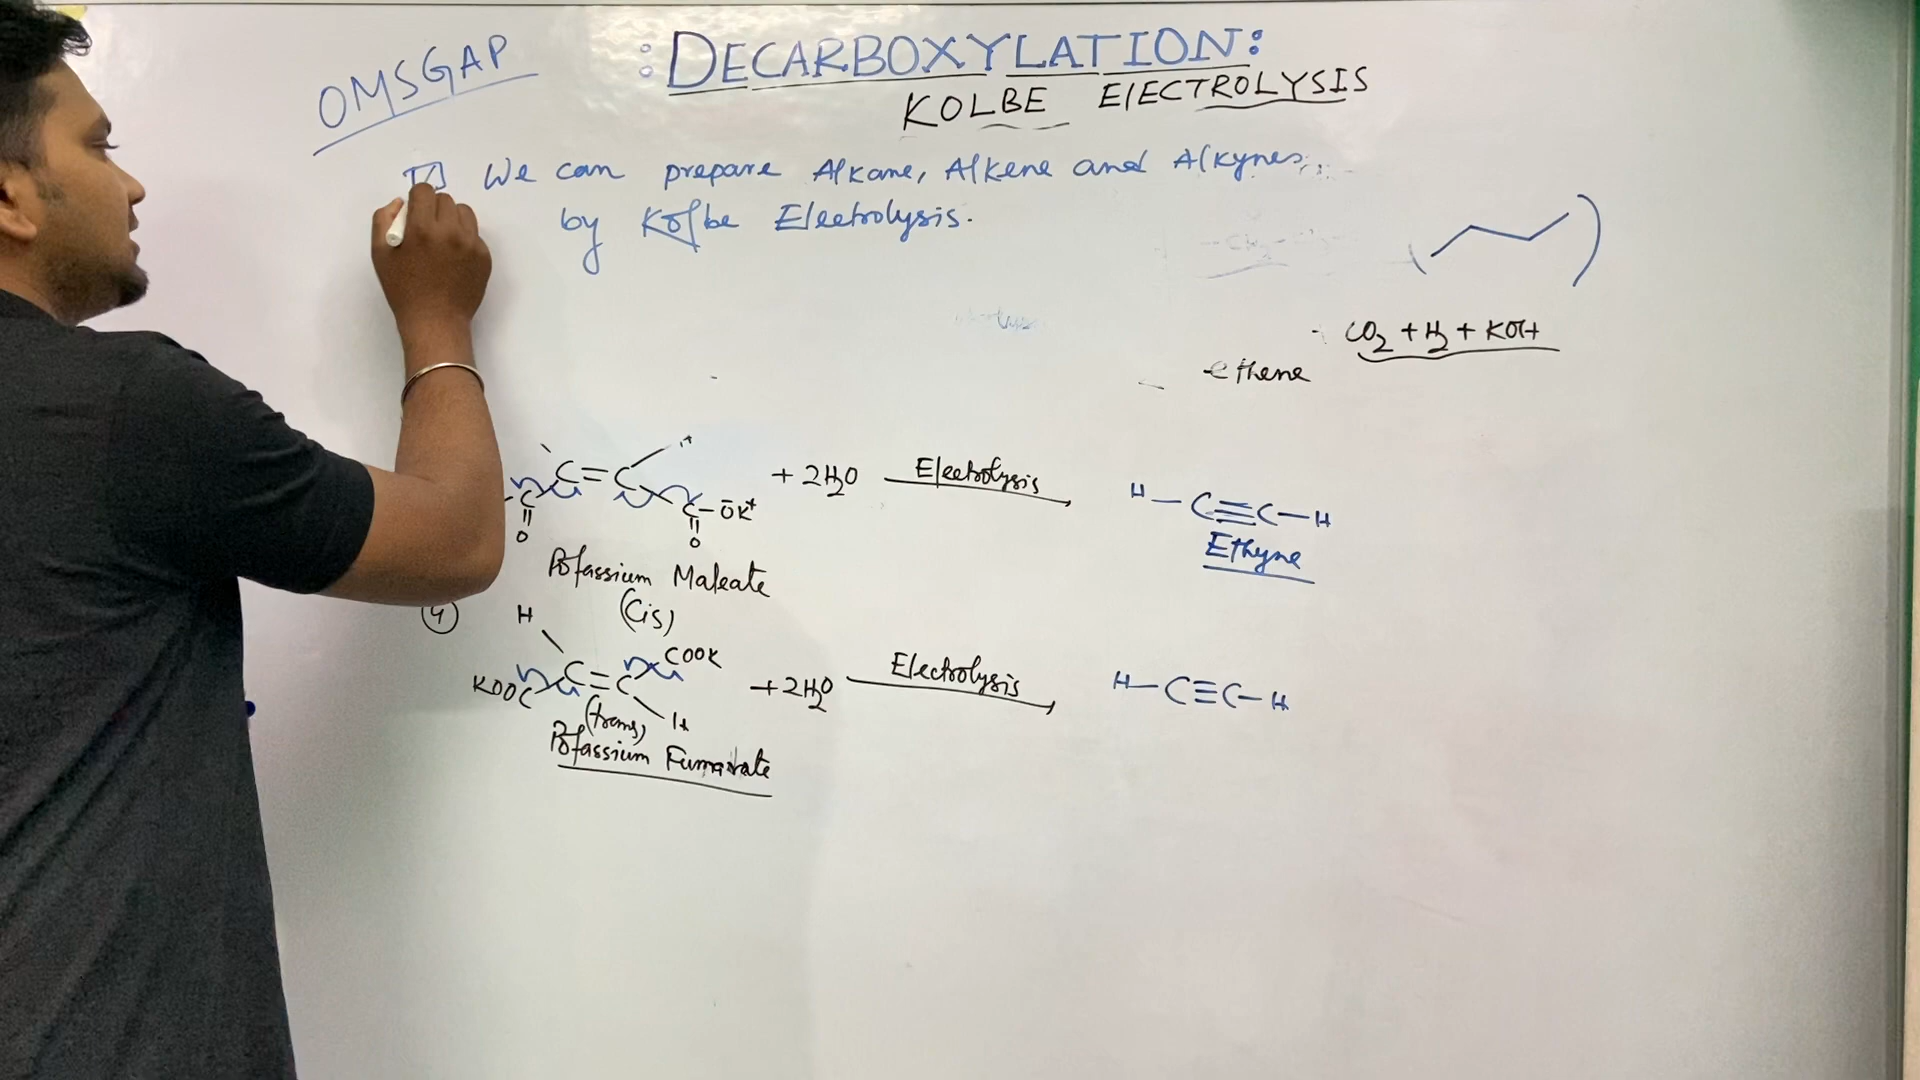 OMSGAP
:DECARBOXYLATION:
KOLBE ElECTROLYSIS
We can prepare Alkane, Alkene and Alkynes
by Kolbe Electrolysis.
CO2 + H2 + KOH
ethene
H
C=C
C C-ŌK+
O O
+ 2H2O Electrolysis H-C≡C-H
Potassium Maleate Ethyne
(Cis)
4
H
KOOC C=C COOK + 2H2O Electrolysis H-C≡C-H
(trans) H
Potassium Fumarate